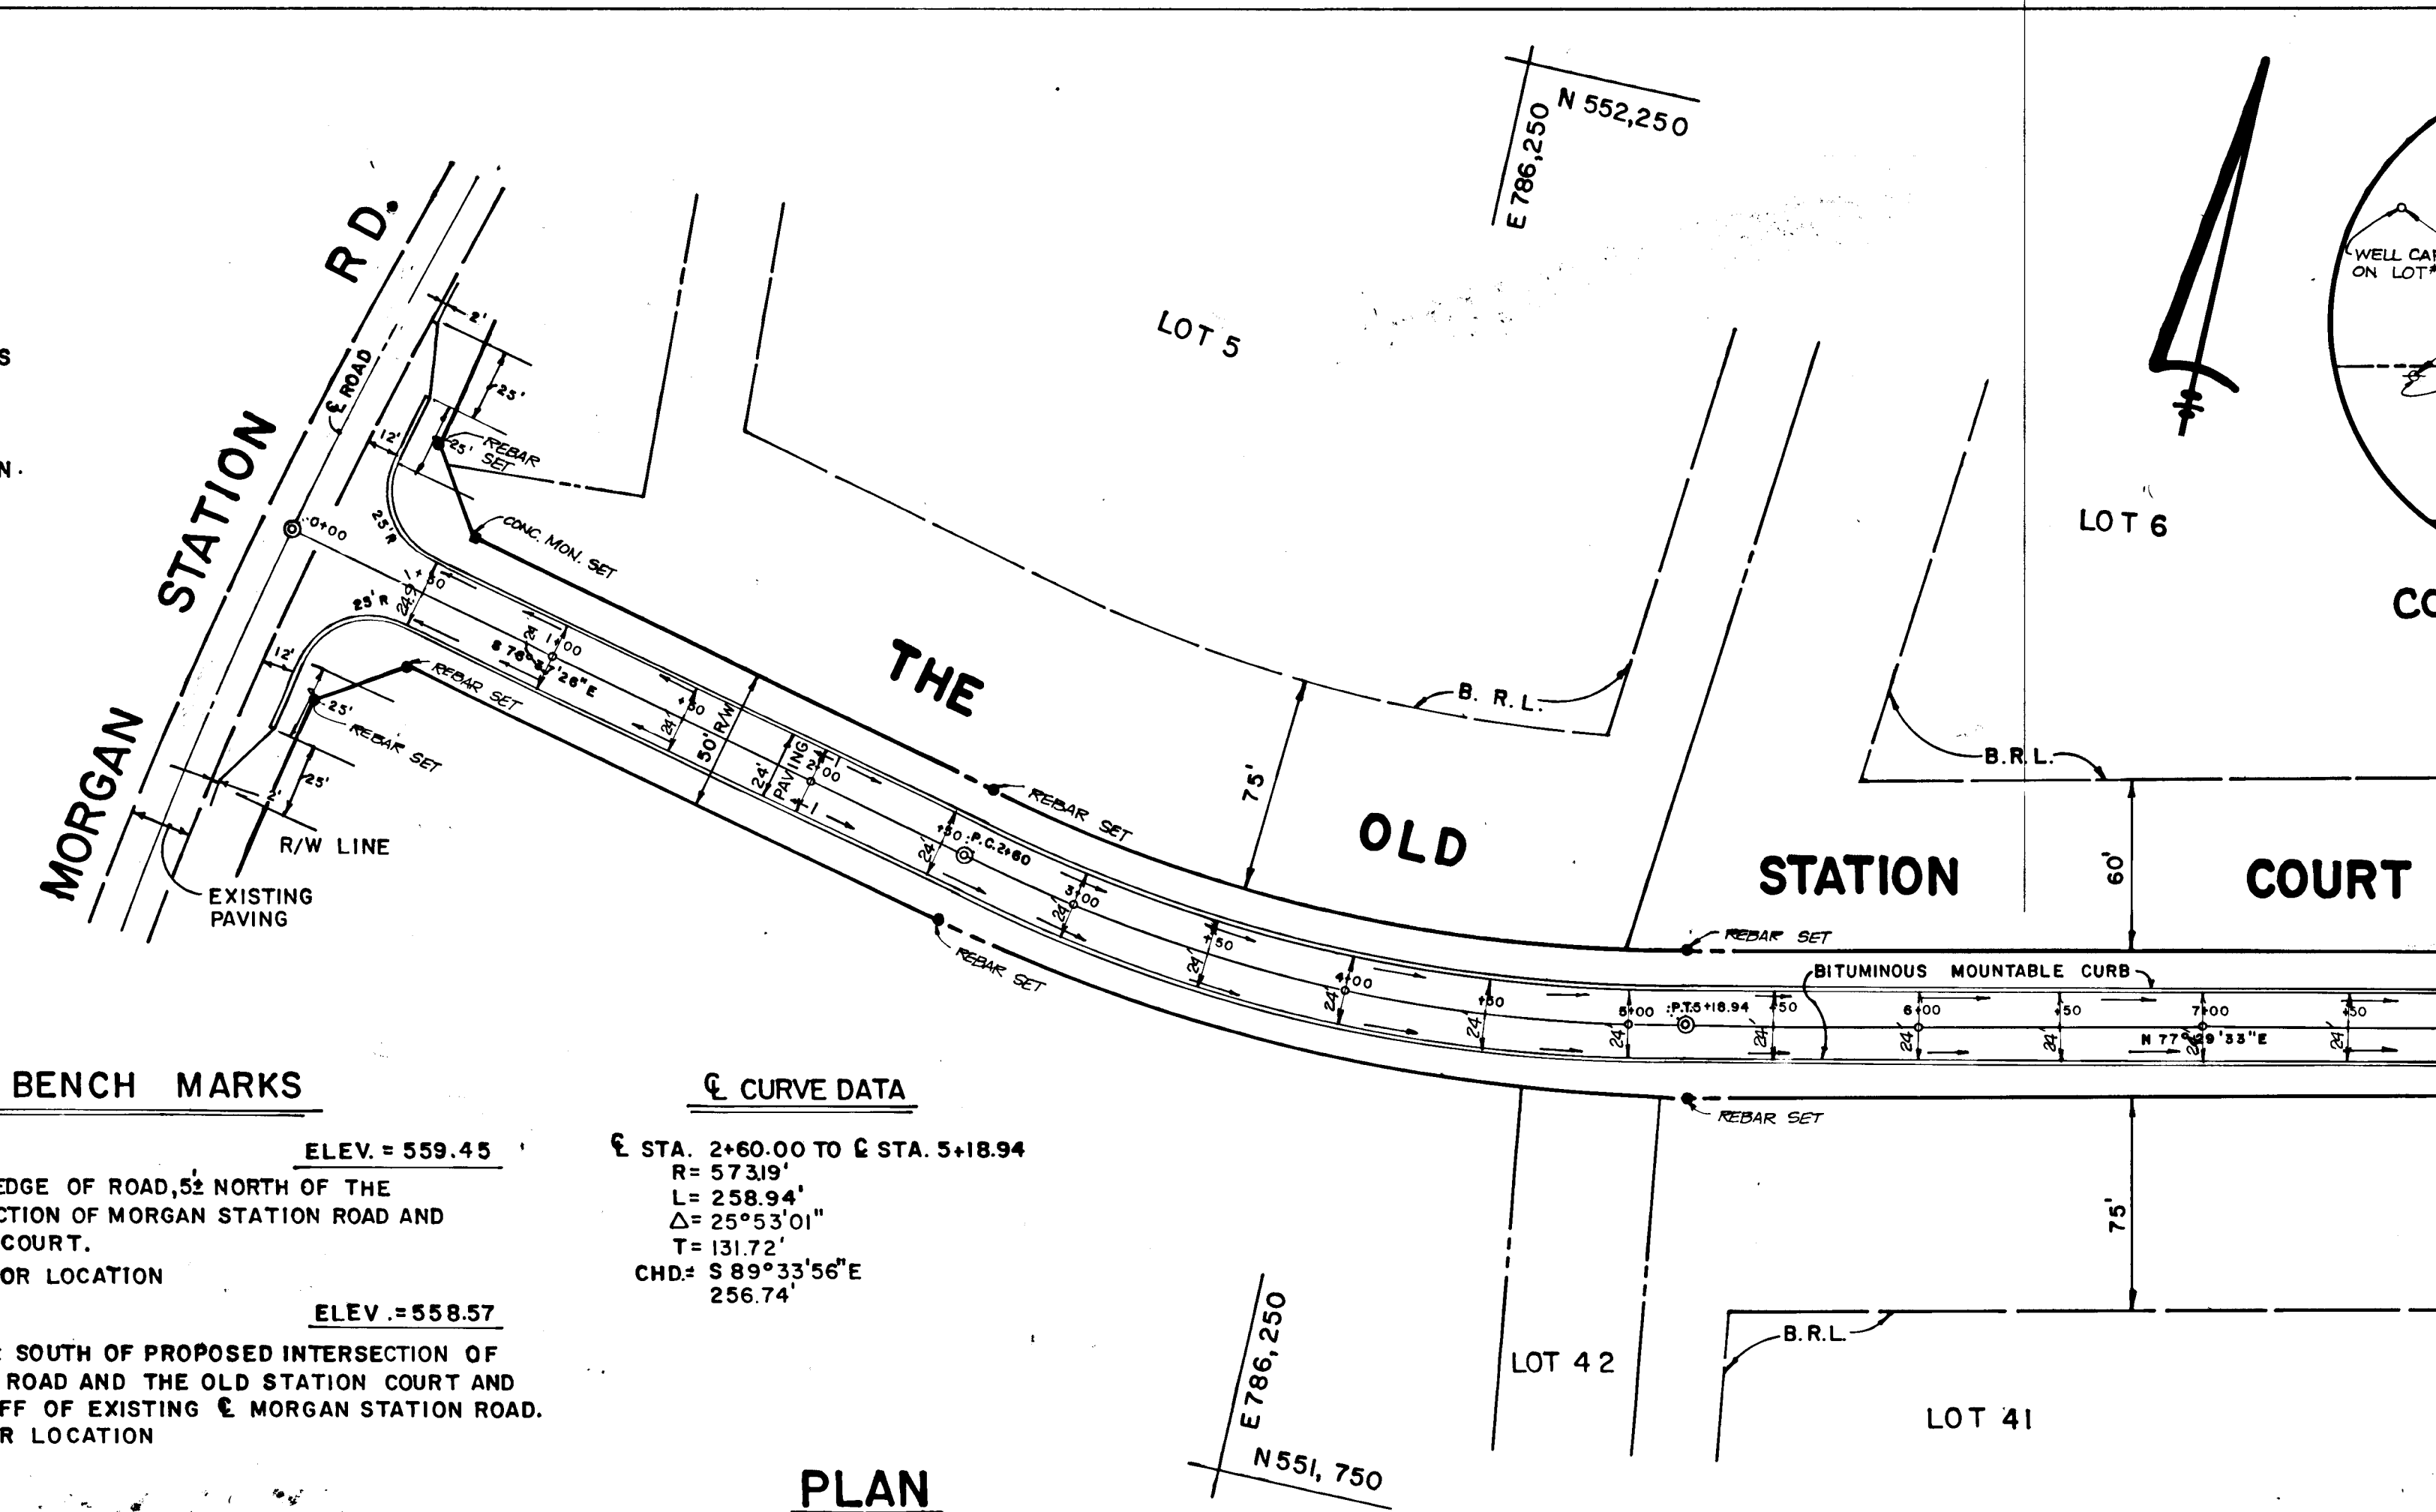 N 552,250
E 786,250
WELL CA
ON LOT#
RD.
2'
LOT 5
S
℄ ROAD
25'
12'
REBAR
SET
25'
N.
LOT 6
0+00
25'R
CONC. MON. SET
STATION
+50
24.9'
25'R
CO
24'
1+00
12'
REBAR SET
S 76°37'26"E
THE
B. R. L.
25'
REBAR SET
+50
24'
50' R/W
B.R.L.
MORGAN
24'
PAVING
2+00
75'
25'
2'
REBAR SET
R/W LINE
+50
24'
P.C. 2+60
OLD
STATION
60'
COURT
EXISTING
PAVING
3+00
24'
REBAR SET
REBAR SET
+50
24'
BITUMINOUS MOUNTABLE CURB
4+00
24'
+50
24'
5+00
24'
P.T. 5+18.94
+50
24'
6+00
24'
+50
24'
7+00
24'
+50
24'
N 77°29'33"E
REBAR SET
75'
BENCH MARKS
ELEV. = 559.45
EDGE OF ROAD, 5'± NORTH OF THE
CTION OF MORGAN STATION ROAD AND
COURT.
OR LOCATION
ELEV. = 558.57
± SOUTH OF PROPOSED INTERSECTION OF
ROAD AND THE OLD STATION COURT AND
FF OF EXISTING ℄ MORGAN STATION ROAD.
R LOCATION
℄ CURVE DATA
℄ STA. 2+60.00 TO ℄ STA. 5+18.94
R= 573.19'
L= 258.94'
Δ= 25°53'01"
T= 131.72'
CHD.= S 89°33'56"E
256.74'
E 786,250
N 551, 750
LOT 42
B.R.L.
LOT 41
PLAN